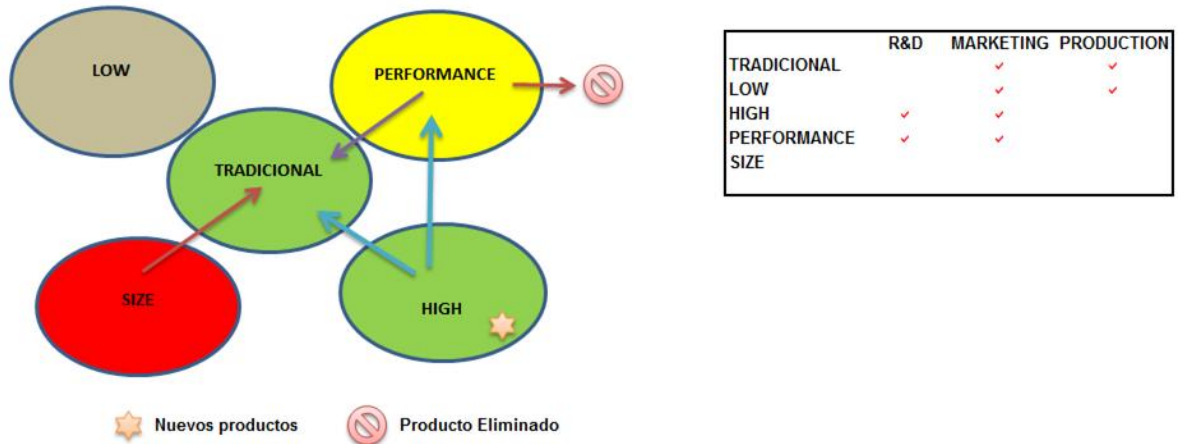 LOW
PERFORMANCE
TRADICIONAL
SIZE
HIGH
Nuevos productos
Producto Eliminado
R&D MARKETING PRODUCTION
TRADICIONAL ✓ ✓
LOW ✓ ✓
HIGH ✓ ✓
PERFORMANCE ✓ ✓
SIZE